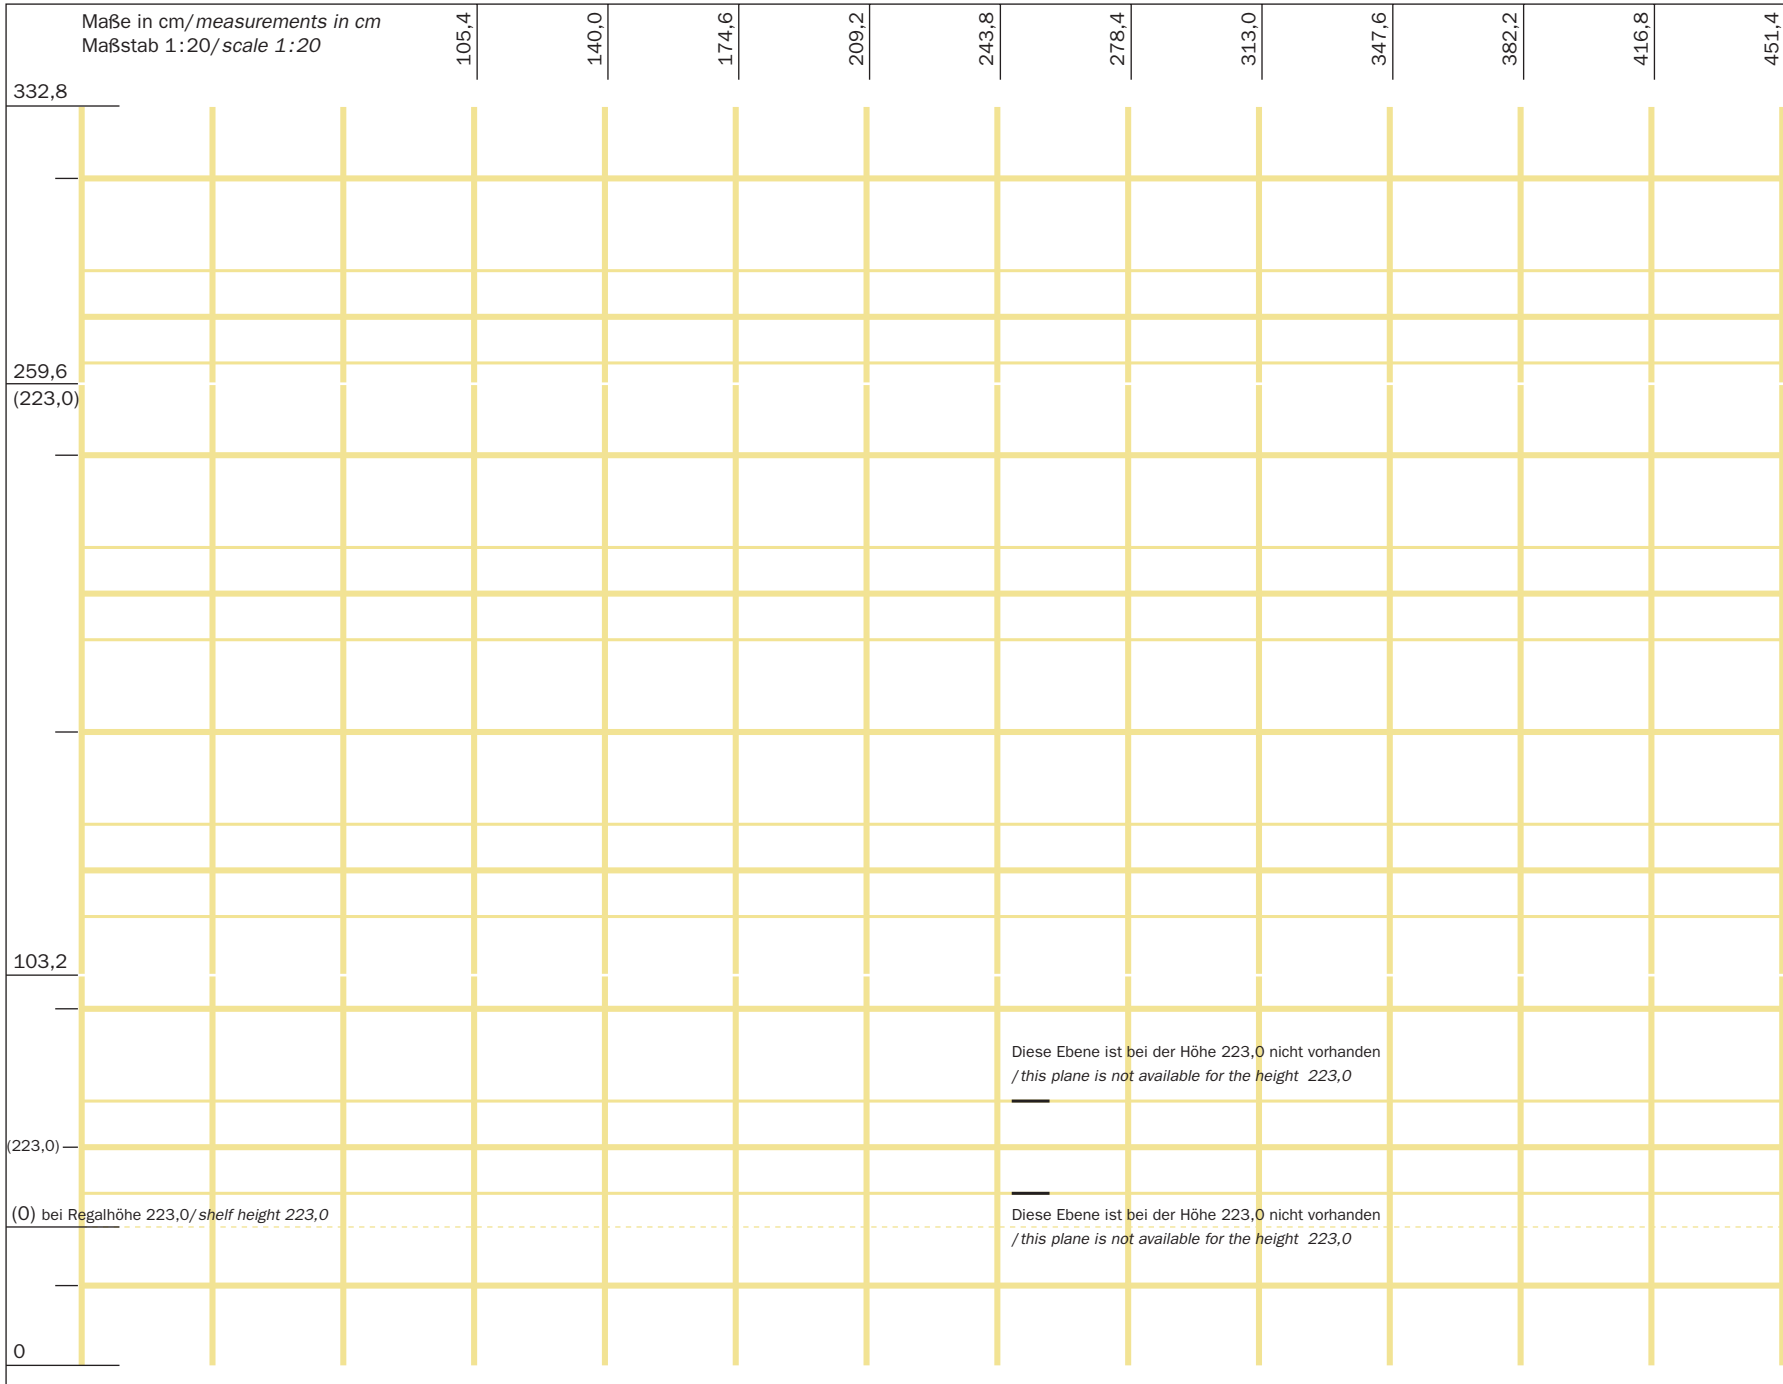 Maße in cm/measurements in cm
Maßstab 1:20/scale 1:20
105,4
140,0
174,6
209,2
243,8
278,4
313,0
347,6
382,2
416,8
451,4
332,8
259,6
(223,0)
103,2
Diese Ebene ist bei der Höhe 223,0 nicht vorhanden
/this plane is not available for the height 223,0
(223,0)
(0) bei Regalhöhe 223,0/shelf height 223,0
Diese Ebene ist bei der Höhe 223,0 nicht vorhanden
/this plane is not available for the height 223,0
0